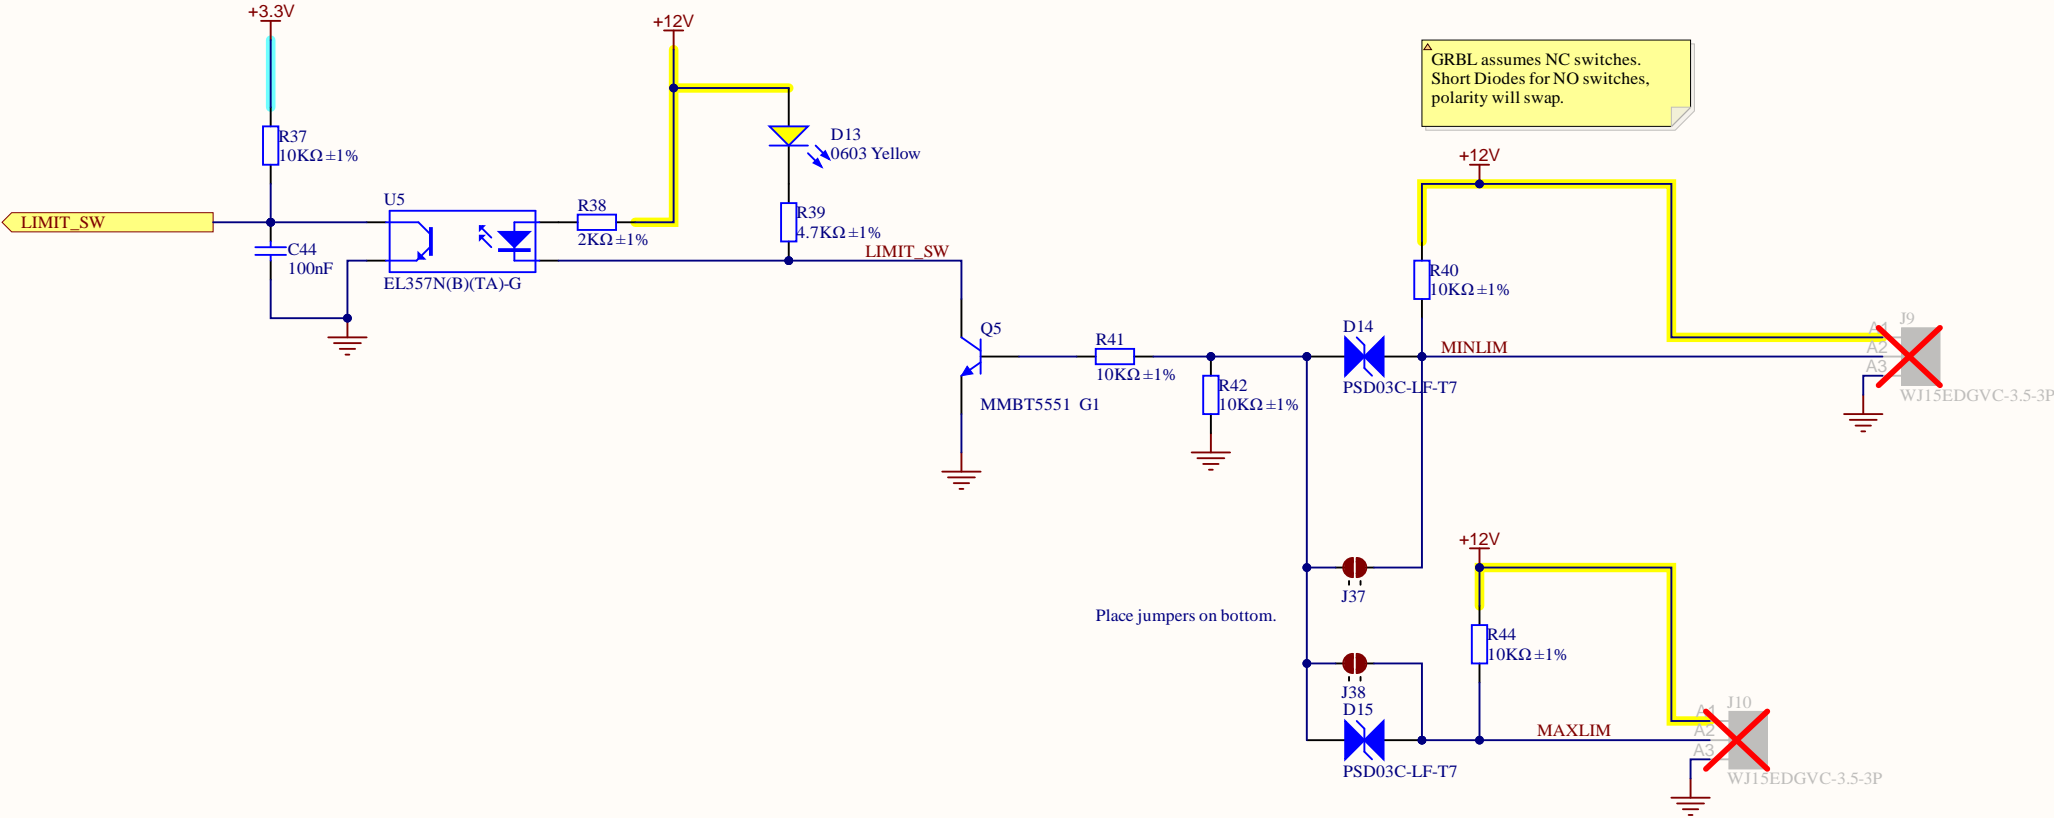 +3.3V
+12V
GRBL assumes NC switches.
Short Diodes for NO switches,
polarity will swap.
R37
10KΩ ±1%
D13
0603 Yellow
+12V
LIMIT_SW
U5
R38
2KΩ ±1%
R39
4.7KΩ ±1%
LIMIT_SW
C44
100nF
EL357N(B)(TA)-G
R40
10KΩ ±1%
Q5
MMBT5551 G1
R41
10KΩ ±1%
R42
10KΩ ±1%
D14
PSD03C-LF-T7
MINLIM
A1
A2
A3
J9
WJ15EDGVC-3.5-3P
+12V
J37
Place jumpers on bottom.
R44
10KΩ ±1%
J38
D15
PSD03C-LF-T7
MAXLIM
A1
A2
A3
J10
WJ15EDGVC-3.5-3P